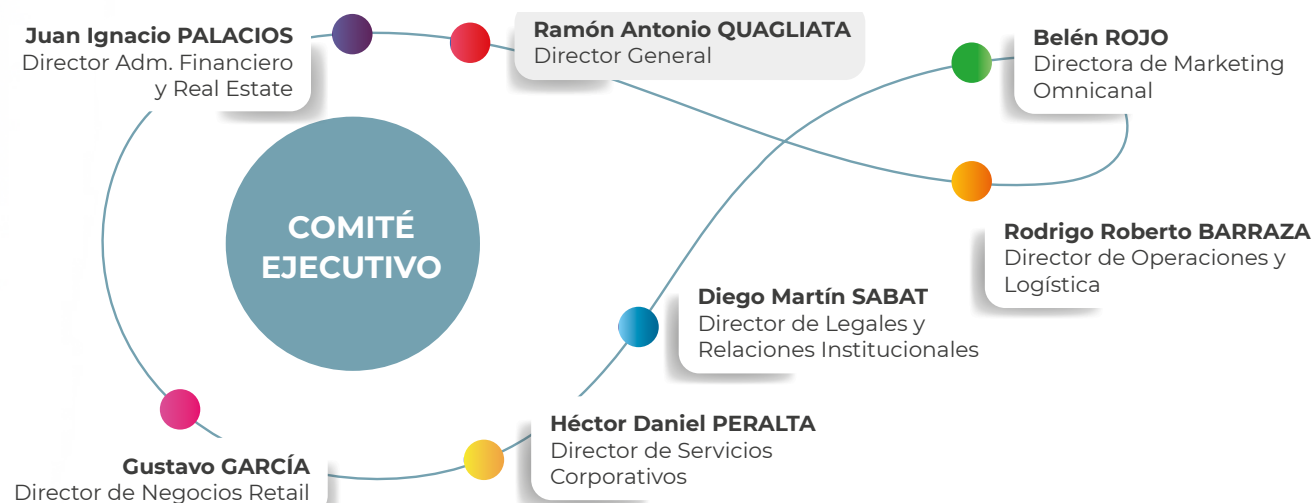 Juan Ignacio PALACIOS
Director Adm. Financiero
y Real Estate
Ramón Antonio QUAGLIATA
Director General
Belén ROJO
Directora de Marketing
Omnicanal
COMITÉ
EJECUTIVO
Rodrigo Roberto BARRAZA
Director de Operaciones y
Logística
Diego Martín SABAT
Director de Legales y
Relaciones Institucionales
Héctor Daniel PERALTA
Director de Servicios
Corporativos
Gustavo GARCÍA
Director de Negocios Retail